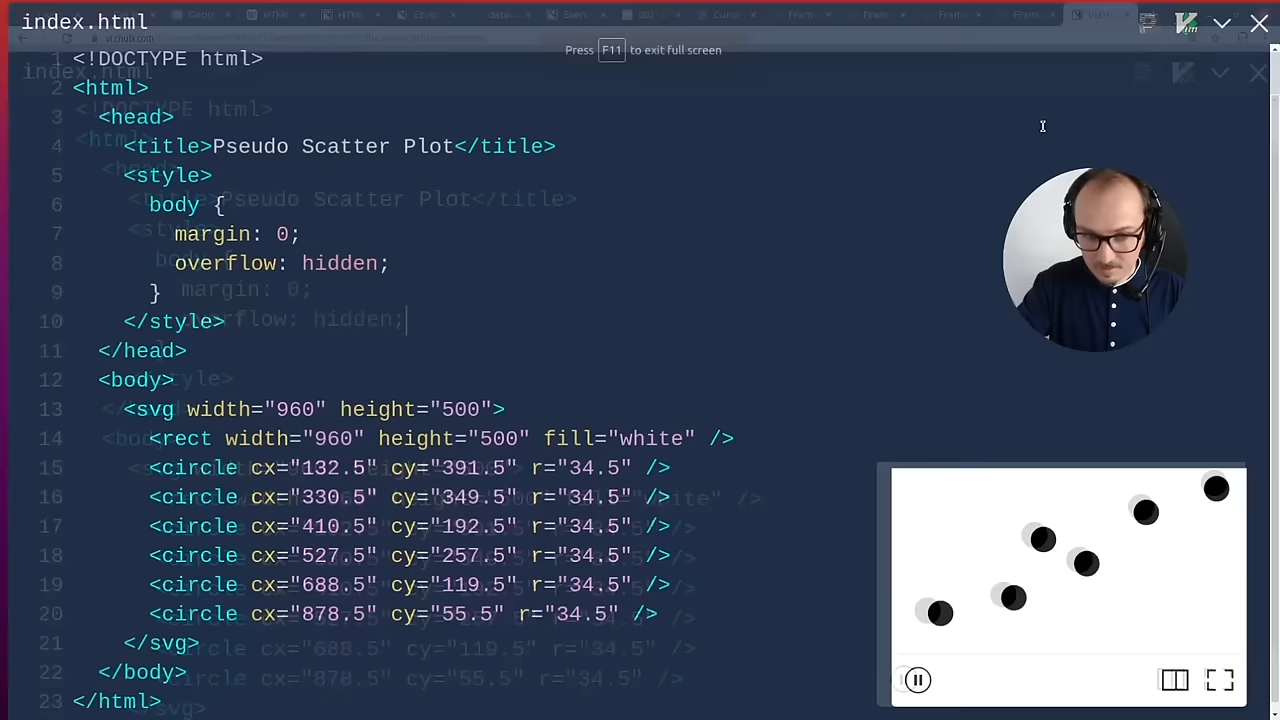 index.html
Press F11 to exit full screen
1 <!DOCTYPE html>
2 <html>
3 <head>
4 <title>Pseudo Scatter Plot</title>
5 <style>
6 body {
7 margin: 0;
8 overflow: hidden;
9 }
10 </style>
11 </head>
12 <body>
13 <svg width="960" height="500">
14 <rect width="960" height="500" fill="white" />
15 <circle cx="132.5" cy="391.5" r="34.5" />
16 <circle cx="330.5" cy="349.5" r="34.5" />
17 <circle cx="410.5" cy="192.5" r="34.5" />
18 <circle cx="527.5" cy="257.5" r="34.5" />
19 <circle cx="688.5" cy="119.5" r="34.5" />
20 <circle cx="878.5" cy="55.5" r="34.5" />
21 </svg>
22 </body>
23 </html>